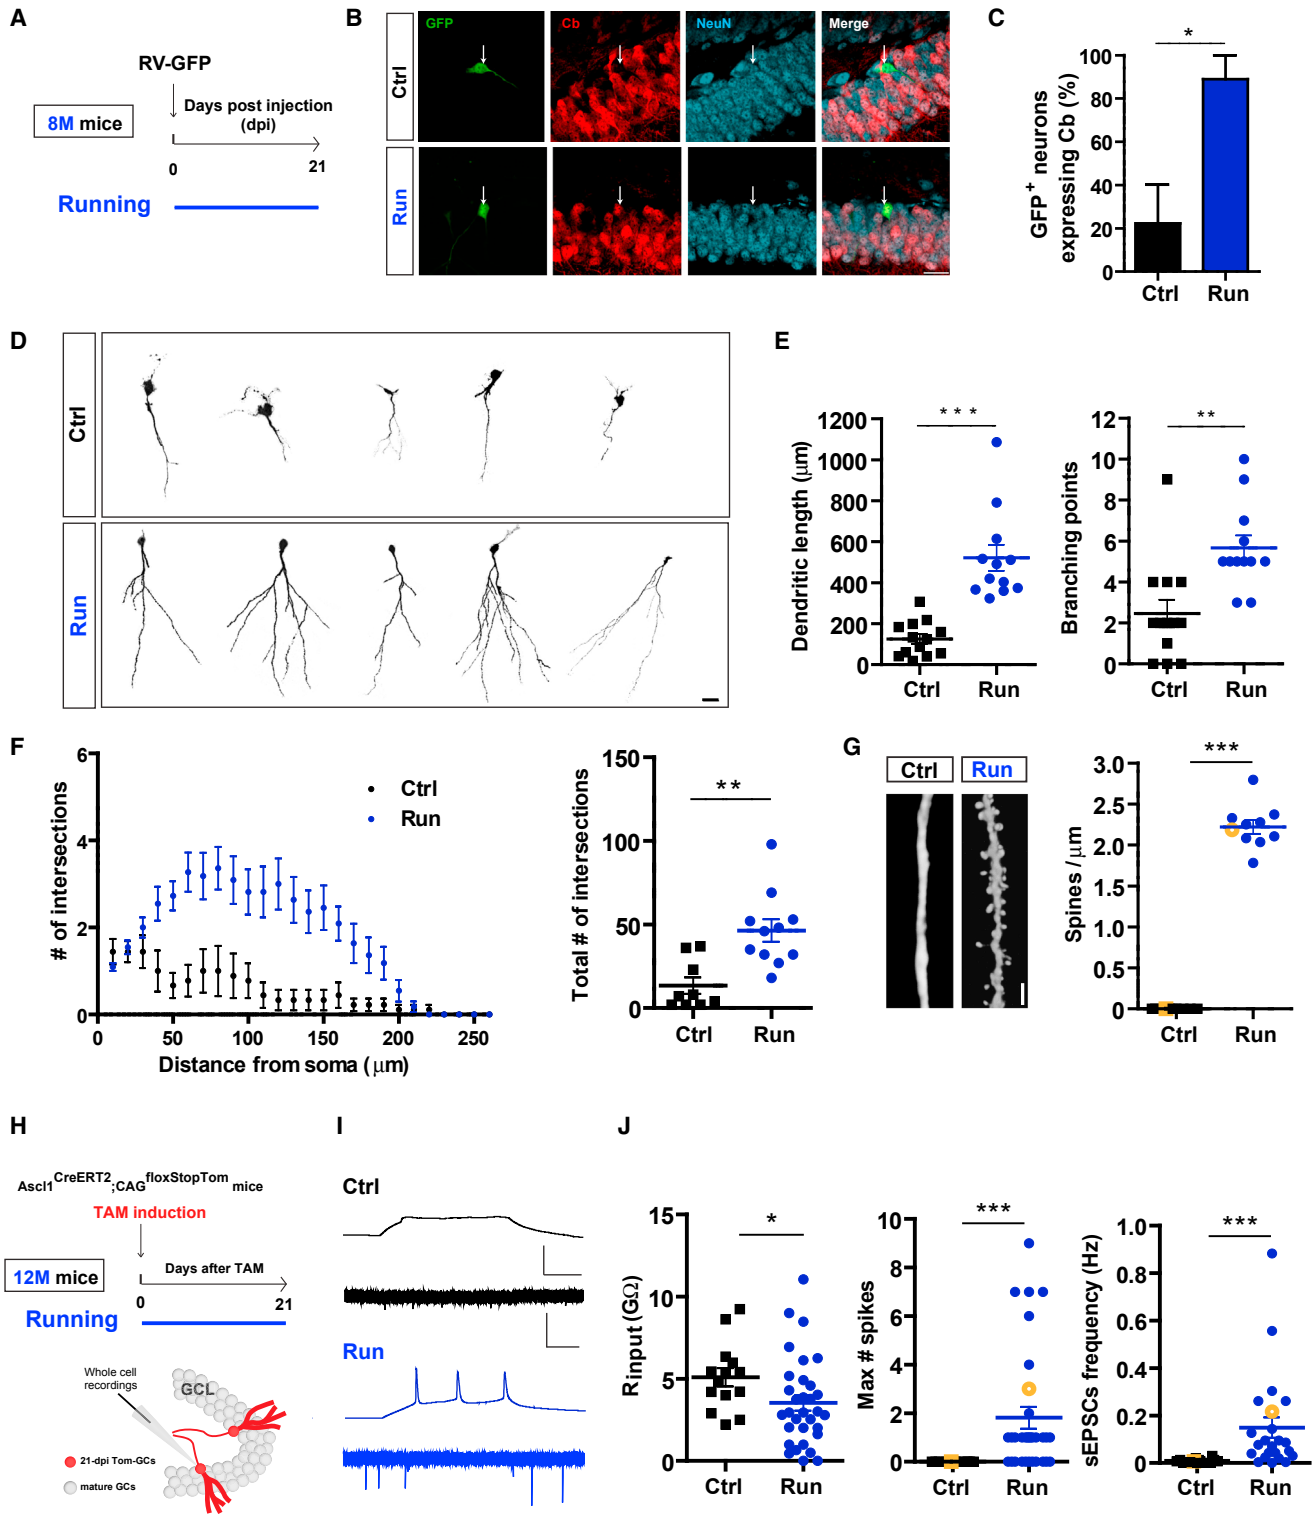 A
RV-GFP
8M mice
Days post injection
(dpi)
0
21
Running
B
GFP
Cb
NeuN
Merge
Ctrl
Run
C
*
GFP+ neurons
expressing Cb (%)
100
80
60
40
20
0
Ctrl
Run
D
Ctrl
Run
E
***
Dendritic length (μm)
1200
1000
800
600
400
200
0
Ctrl
Run
**
Branching points
12
10
8
6
4
2
0
Ctrl
Run
F
# of intersections
6
4
2
0
Ctrl
Run
0
50
100
150
200
250
Distance from soma (μm)
**
Total # of intersections
150
100
50
0
Ctrl
Run
G
Ctrl
Run
***
Spines / μm
3.0
2.5
2.0
1.5
1.0
0.5
0
Ctrl
Run
H
Ascl1CreERT2;CAGfloxStopTom mice
TAM induction
12M mice
Days after TAM
0
21
Running
Whole cell
recordings
GCL
21-dpi Tom-GCs
mature GCs
I
Ctrl
Run
J
*
Rinput (GΩ)
15
10
5
0
Ctrl
Run
***
Max # spikes
10
8
6
4
2
0
Ctrl
Run
***
sEPSCs frequency (Hz)
1.0
0.8
0.6
0.4
0.2
0
Ctrl
Run